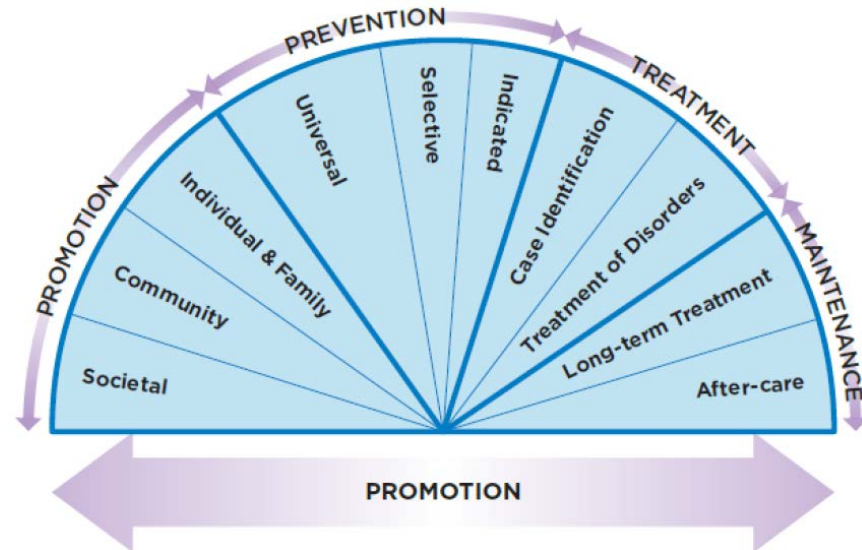 PROMOTION
PREVENTION
TREATMENT
MAINTENANCE
Societal
Community
Individual & Family
Universal
Selective
Indicated
Case Identification
Treatment of Disorders
Long-term Treatment
After-care
PROMOTION